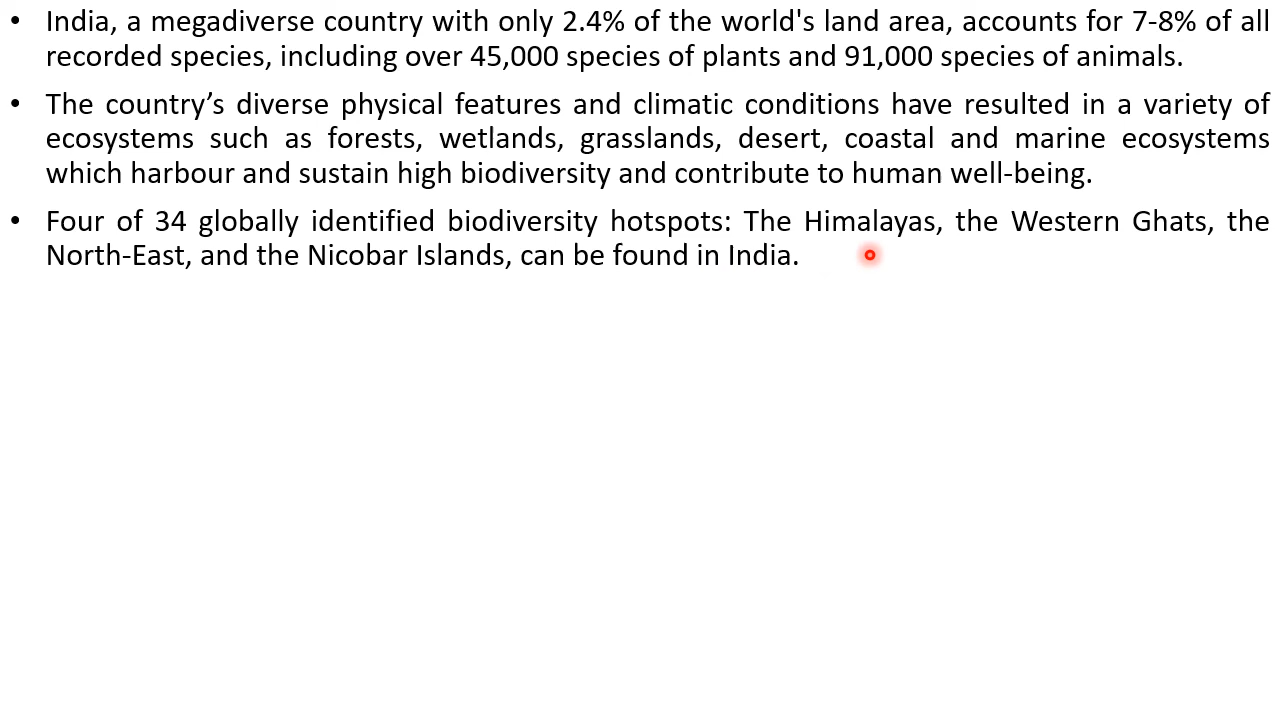 • India, a megadiverse country with only 2.4% of the world's land area, accounts for 7-8% of all
recorded species, including over 45,000 species of plants and 91,000 species of animals.
• The country’s diverse physical features and climatic conditions have resulted in a variety of
ecosystems such as forests, wetlands, grasslands, desert, coastal and marine ecosystems
which harbour and sustain high biodiversity and contribute to human well-being.
• Four of 34 globally identified biodiversity hotspots: The Himalayas, the Western Ghats, the
North-East, and the Nicobar Islands, can be found in India.